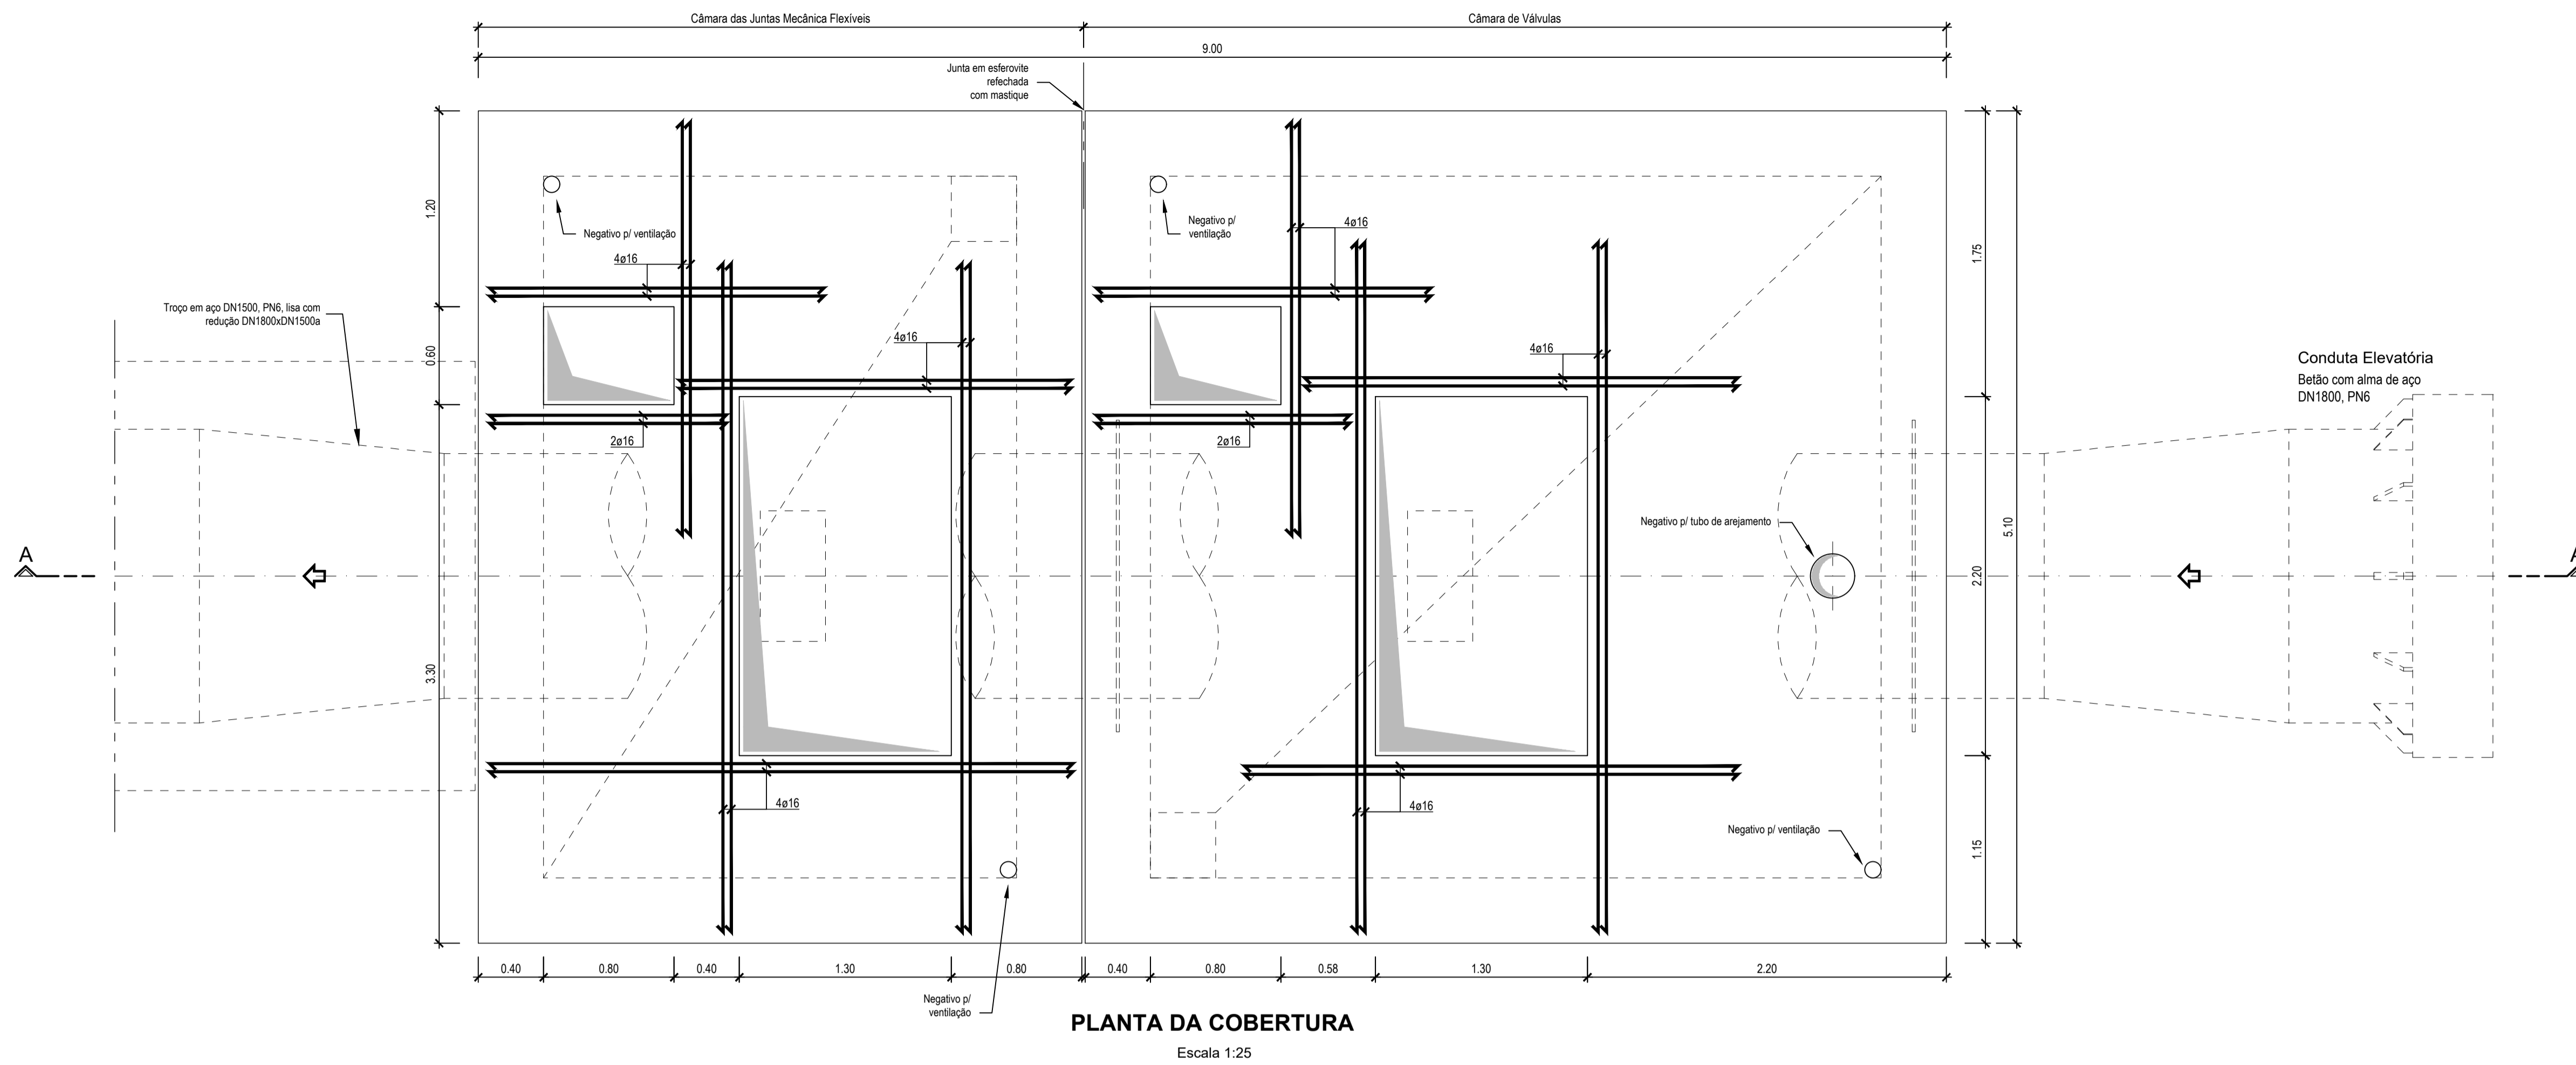 Câmara das Juntas Mecânica Flexíveis
Câmara de Válvulas
9.00
Junta em esferovite
refechada
com mastique
1.20
0.60
3.30
Negativo p/ ventilação
4ø16
4ø16
2ø16
4ø16
Negativo p/
ventilação
4ø16
4ø16
2ø16
4ø16
Troço em aço DN1500, PN6, lisa com
redução DN1800xDN1500a
Conduta Elevatória
Betão com alma de aço
DN1800, PN6
Negativo p/ tubo de arejamento
Negativo p/ ventilação
1.75
2.20
1.15
5.10
A
A
0.40
0.80
0.40
1.30
0.80
0.40
0.80
0.58
1.30
2.20
Negativo p/
ventilação
PLANTA DA COBERTURA
Escala 1:25